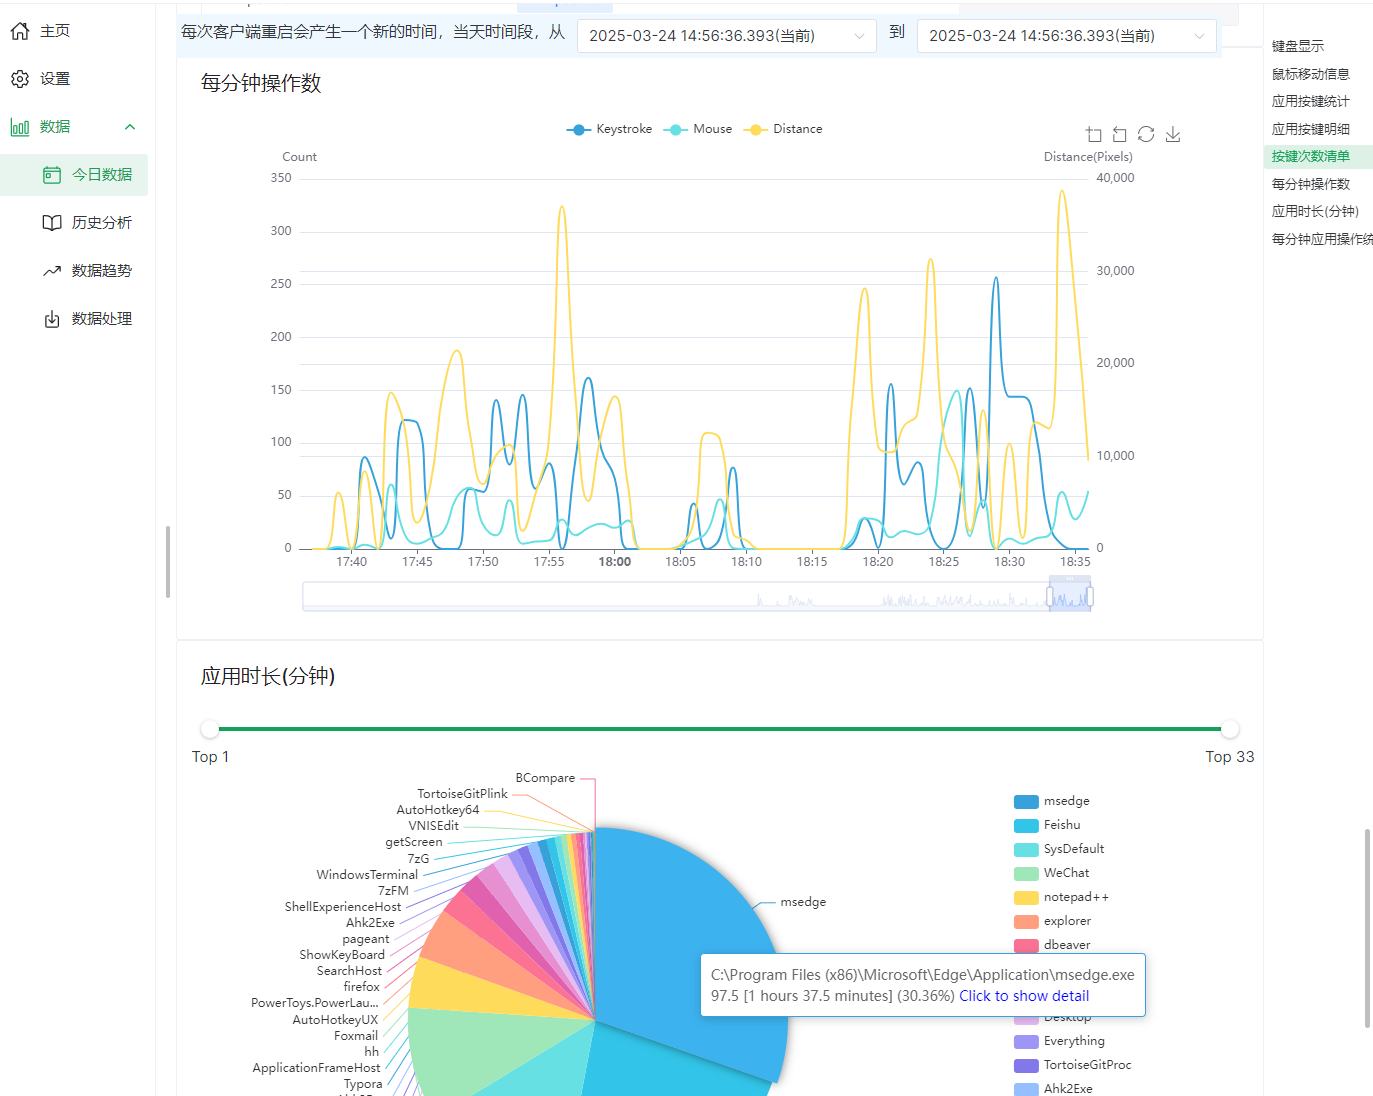 主页
设置
数据
今日数据
历史分析
数据趋势
数据处理
每次客户端重启会产生一个新的时间，当天时间段，从
2025-03-24 14:56:36.393(当前)
到
2025-03-24 14:56:36.393(当前)
键盘显示
鼠标移动信息
应用按键统计
应用按键明细
按键次数清单
每分钟操作数
应用时长(分钟)
每分钟应用操作统
每分钟操作数
Keystroke
Mouse
Distance
Count
Distance(Pixels)
350
300
250
200
150
100
50
0
40,000
30,000
20,000
10,000
0
17:40
17:45
17:50
17:55
18:00
18:05
18:10
18:15
18:20
18:25
18:30
18:35
应用时长(分钟)
Top 1
Top 33
BCompare
TortoiseGitPlink
AutoHotkey64
VNISEdit
getScreen
7zG
WindowsTerminal
7zFM
ShellExperienceHost
Ahk2Exe
pageant
ShowKeyBoard
SearchHost
firefox
PowerToys.PowerLau...
AutoHotkeyUX
Foxmail
hh
ApplicationFrameHost
Typora
msedge
C:\Program Files (x86)\Microsoft\Edge\Application\msedge.exe
97.5 [1 hours 37.5 minutes] (30.36%) Click to show detail
msedge
Feishu
SysDefault
WeChat
notepad++
explorer
dbeaver
Desktop
Everything
TortoiseGitProc
Ahk2Exe